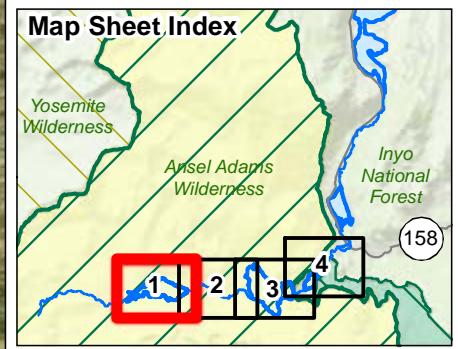 Map Sheet Index
Yosemite
Wilderness
Ansel Adams
Wilderness
Inyo
National
Forest
158
1
2
3
4